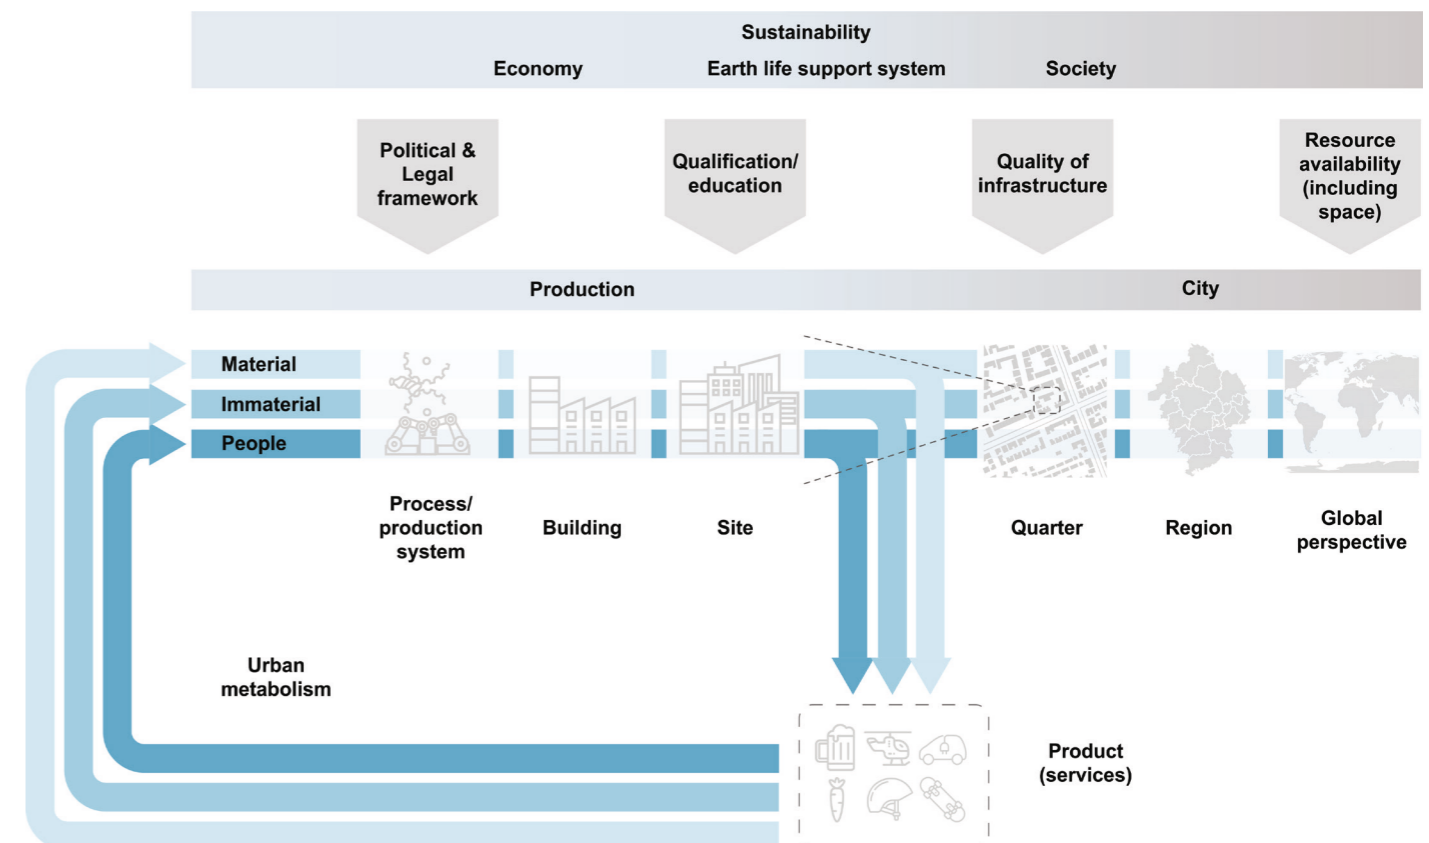 Sustainability
Economy
Earth life support system
Society
Political &
Legal
framework
Qualification/
education
Quality of
infrastructure
Resource
availability
(including
space)
Production
City
Material
Immaterial
People
Process/
production
system
Building
Site
Quarter
Region
Global
perspective
Urban
metabolism
Product
(services)